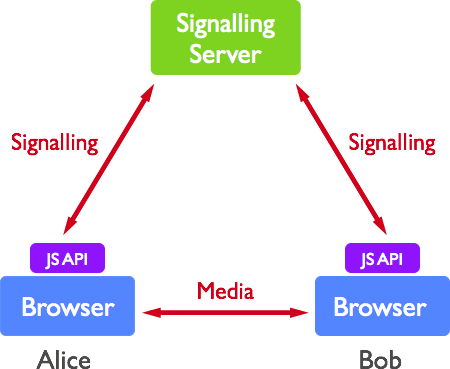 Signalling
Server
Signalling
Signalling
JS API
JS API
Media
Browser
Browser
Alice
Bob